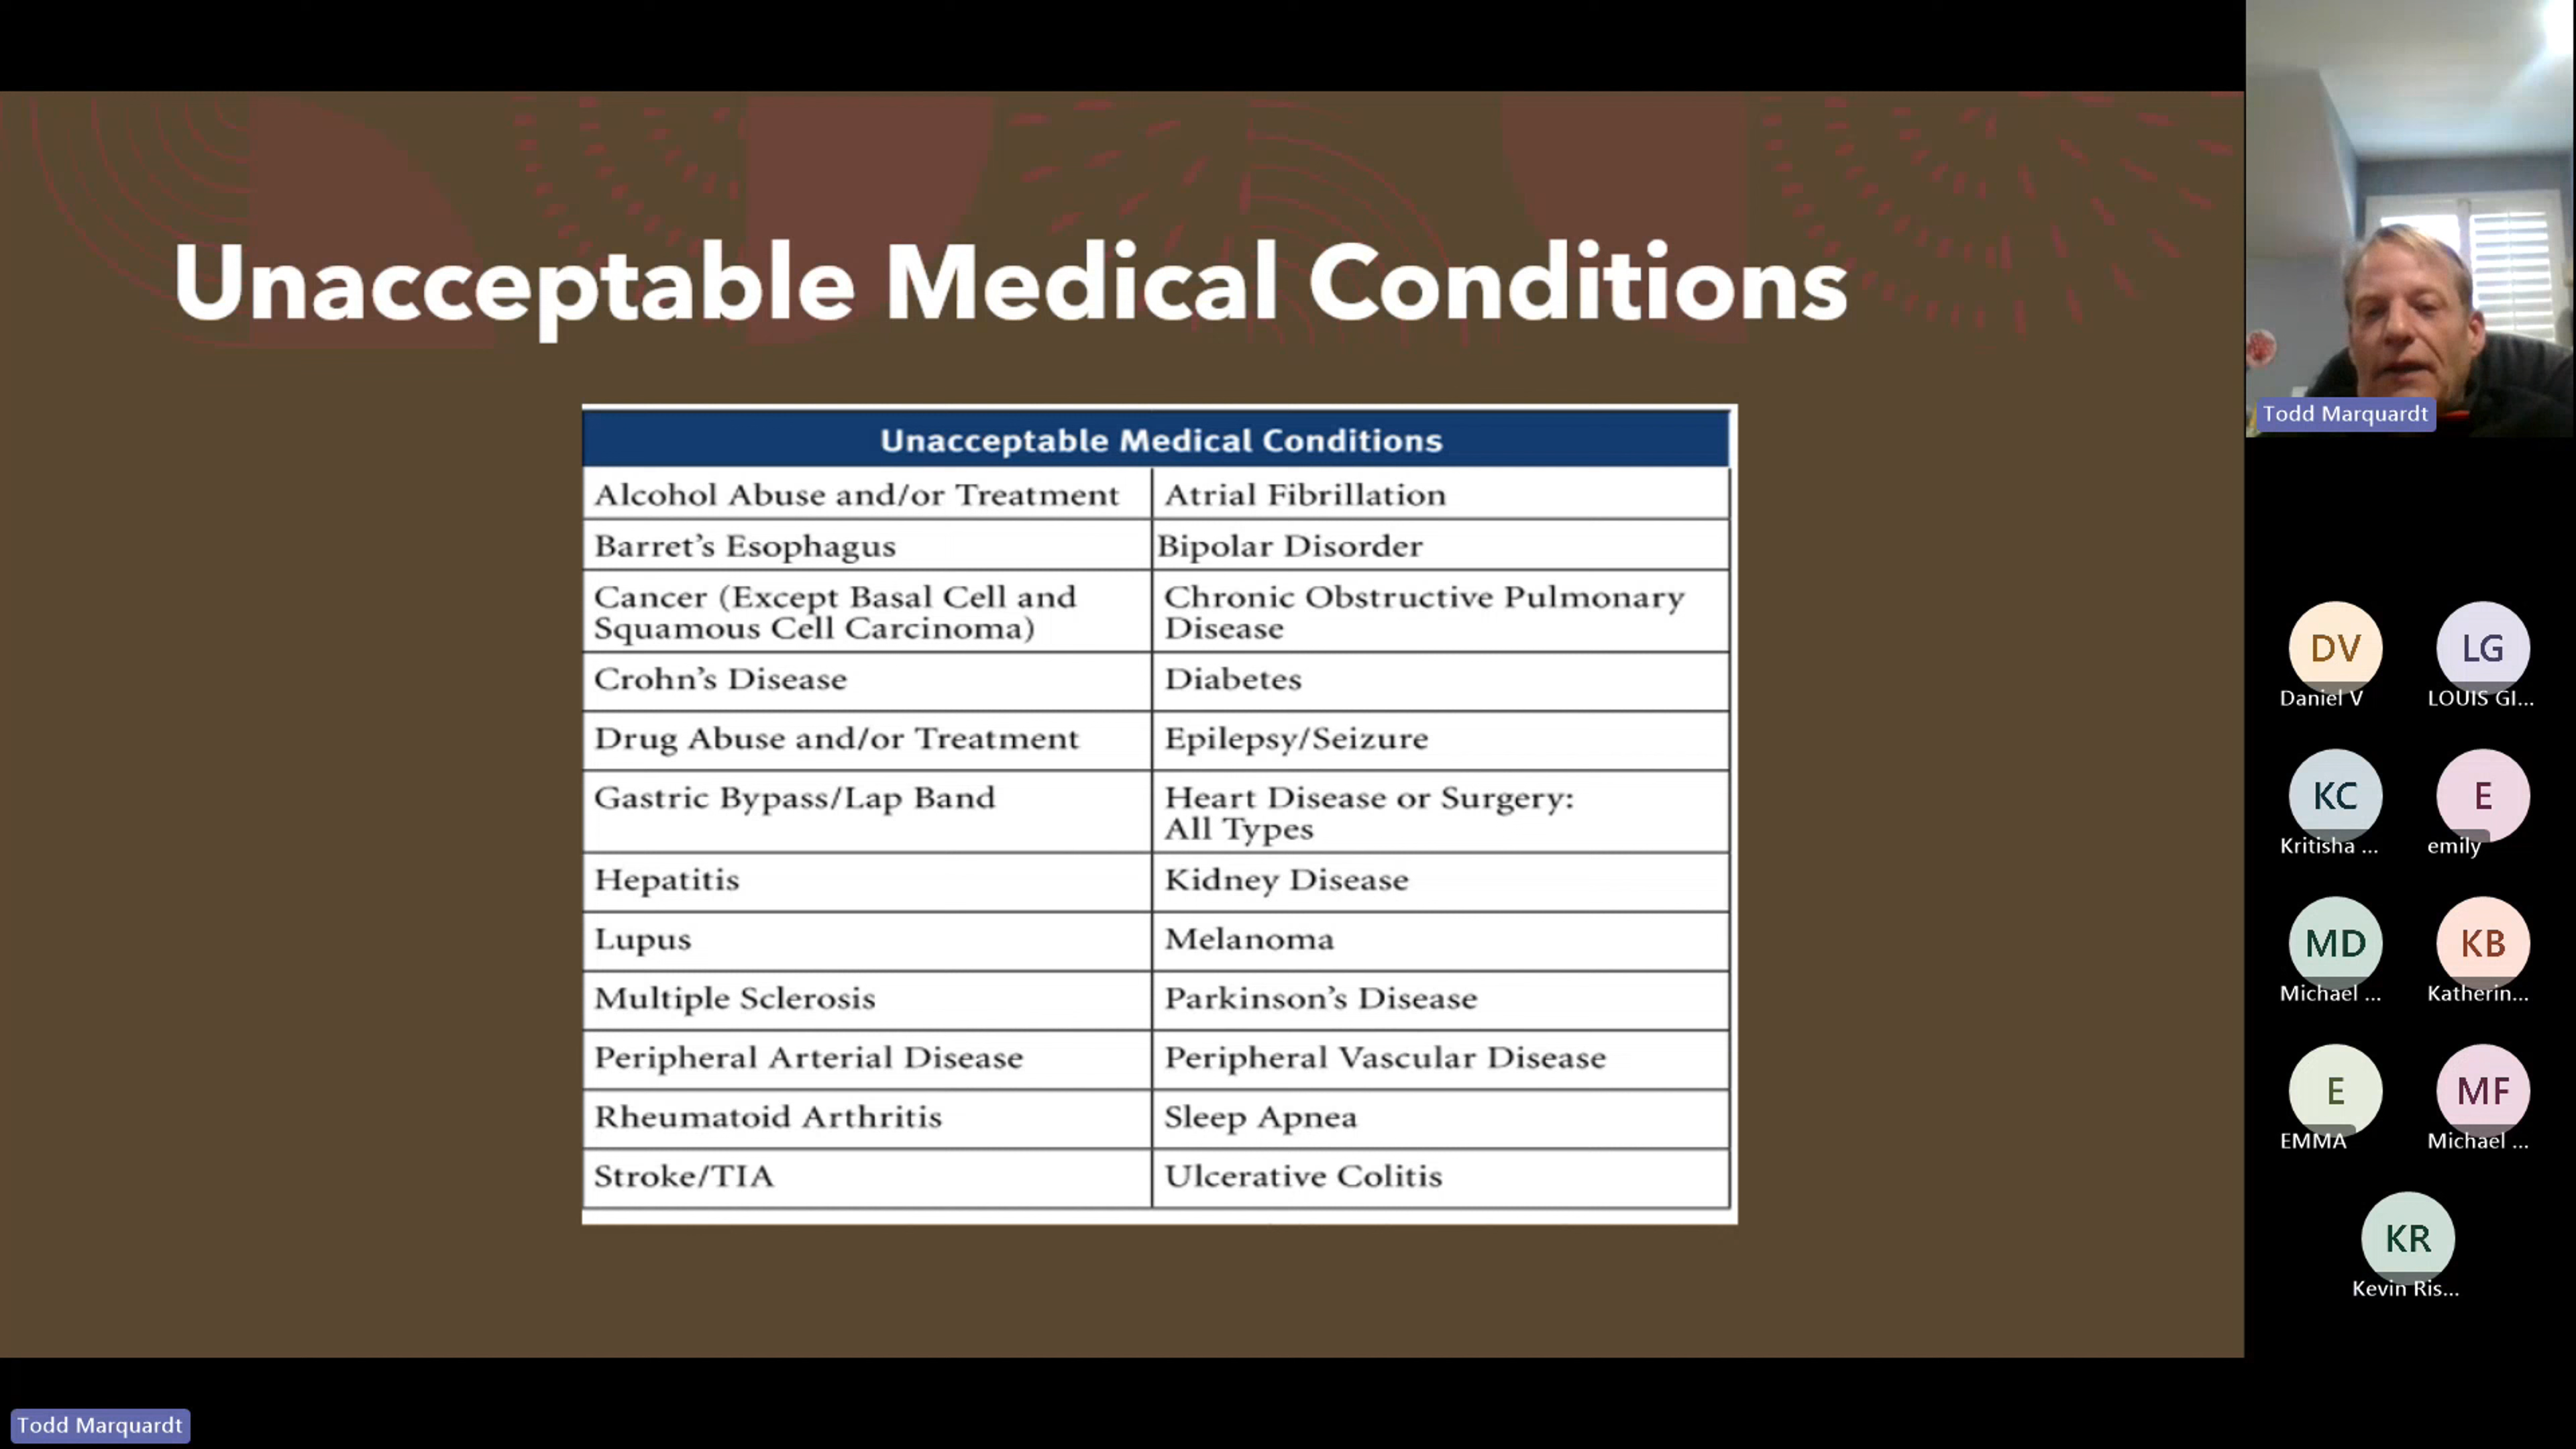 Unacceptable Medical Conditions
Unacceptable Medical Conditions
Alcohol Abuse and/or Treatment
Atrial Fibrillation
Barret’s Esophagus
Bipolar Disorder
Cancer (Except Basal Cell and
Squamous Cell Carcinoma)
Chronic Obstructive Pulmonary
Disease
Crohn’s Disease
Diabetes
Drug Abuse and/or Treatment
Epilepsy/Seizure
Gastric Bypass/Lap Band
Heart Disease or Surgery:
All Types
Hepatitis
Kidney Disease
Lupus
Melanoma
Multiple Sclerosis
Parkinson’s Disease
Peripheral Arterial Disease
Peripheral Vascular Disease
Rheumatoid Arthritis
Sleep Apnea
Stroke/TIA
Ulcerative Colitis
Todd Marquardt
DV
Daniel V
LG
LOUIS GI...
KC
Kritisha ...
E
emily
MD
Michael ...
KB
Katherin...
E
EMMA
MF
Michael ...
KR
Kevin Ris...
Todd Marquardt